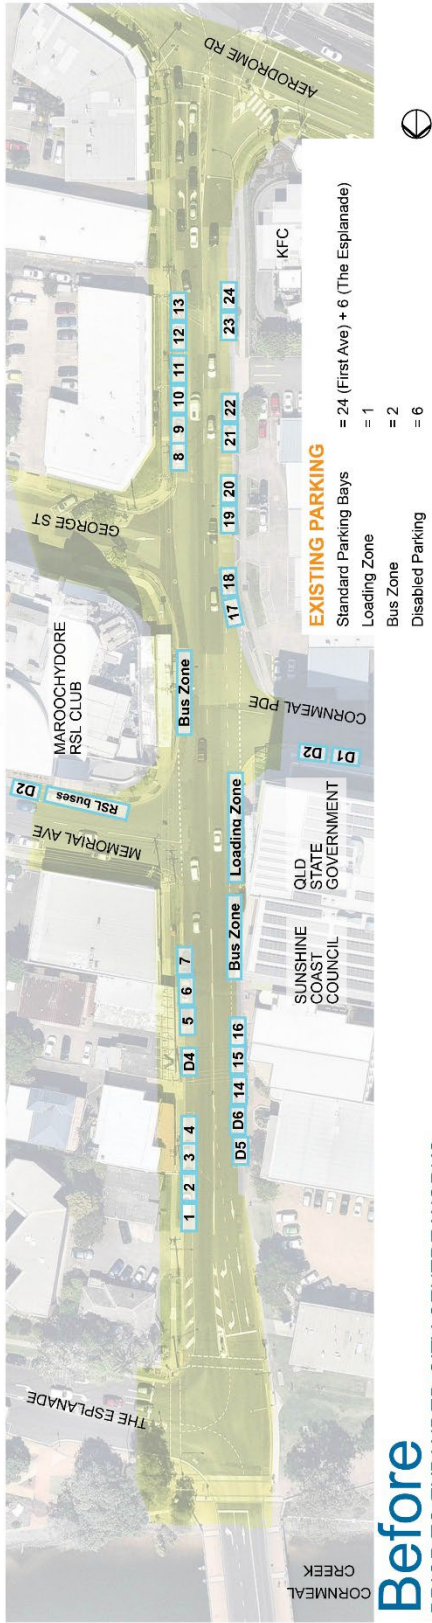 THE ESPLANADE
MEMORIAL AVE
D2
RSL buses
MAROOCHYDORE
RSL CLUB
GEORGE ST
AERODROME RD
1 2 3 4 D4 5 6 7
Bus Zone
8 9 10 11 12 13
D5 D6 14 15 16
Bus Zone
Loading Zone
17 18 19 20 21 22 23 24
CORNMEAL
CREEK
SUNSHINE
COAST
COUNCIL
QLD
STATE
GOVERNMENT
D1 D2
CORNMEAL PDE
KFC
EXISTING PARKING
Standard Parking Bays = 24 (First Ave) + 6 (The Esplanade)
Loading Zone = 1
Bus Zone = 2
Disabled Parking = 6
Before